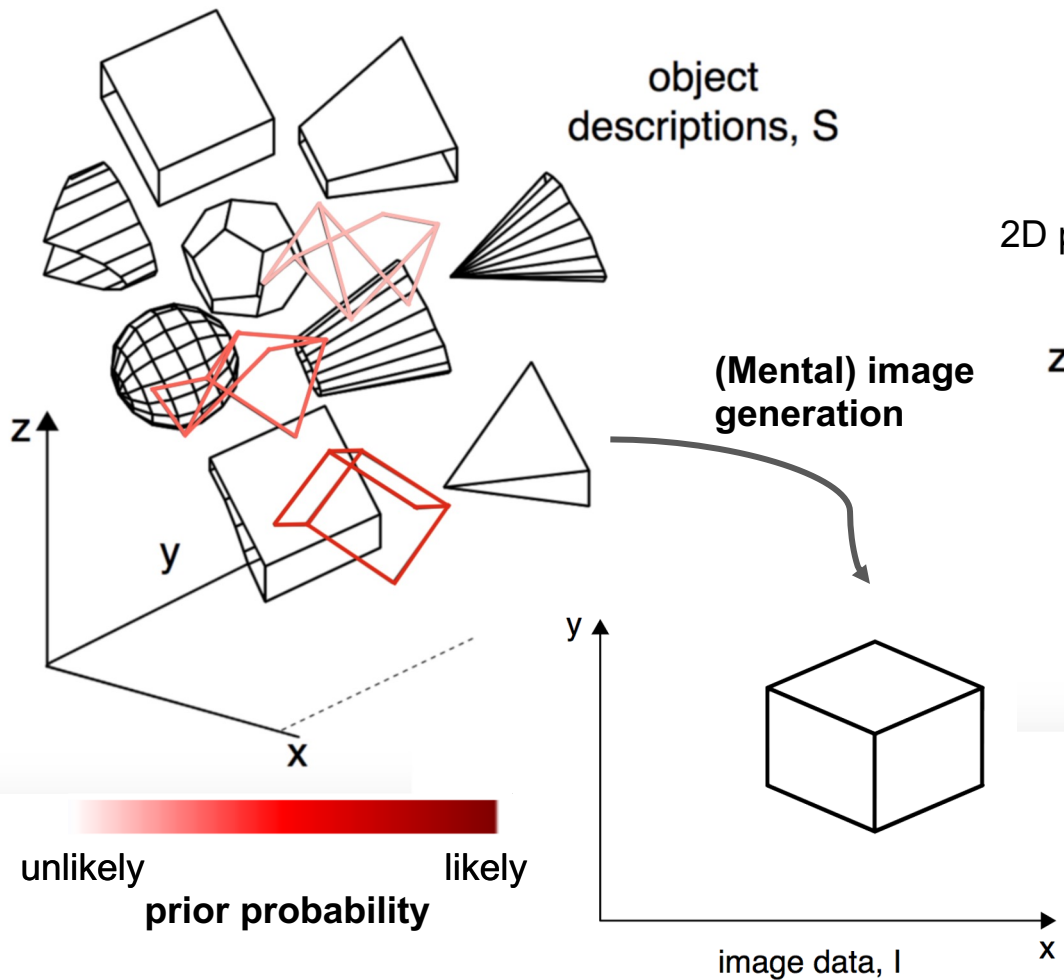 object
descriptions, S
2D p
z
(Mental) image
generation
z
y
x
y
x
image data, I
unlikely
likely
prior probability